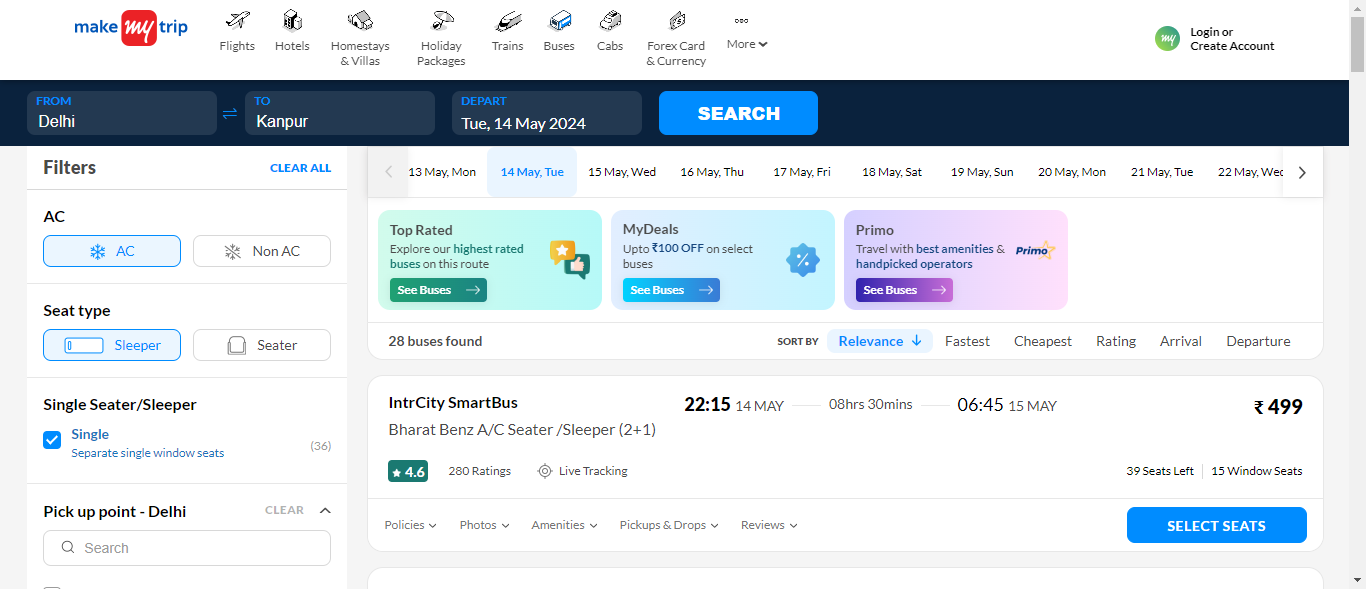 make my trip
Flights
Hotels
Homestays
& Villas
Holiday
Packages
Trains
Buses
Cabs
Forex Card
& Currency
More
my
Login or
Create Account
FROM
Delhi
TO
Kanpur
DEPART
Tue, 14 May 2024
SEARCH
Filters
CLEAR ALL
AC
AC
Non AC
Seat type
Sleeper
Seater
Single Seater/Sleeper
Single
Separate single window seats
(36)
Pick up point - Delhi
CLEAR
Search
13 May, Mon
14 May, Tue
15 May, Wed
16 May, Thu
17 May, Fri
18 May, Sat
19 May, Sun
20 May, Mon
21 May, Tue
22 May, Wed
Top Rated
Explore our highest rated
buses on this route
See Buses
MyDeals
Upto ₹100 OFF on select
buses
See Buses
Primo
Travel with best amenities &
handpicked operators
See Buses
Primo
28 buses found
SORT BY
Relevance
Fastest
Cheapest
Rating
Arrival
Departure
IntrCity SmartBus
22:15 14 MAY
08hrs 30mins
06:45 15 MAY
₹ 499
Bharat Benz A/C Seater /Sleeper (2+1)
4.6
280 Ratings
Live Tracking
39 Seats Left
15 Window Seats
Policies
Photos
Amenities
Pickups & Drops
Reviews
SELECT SEATS